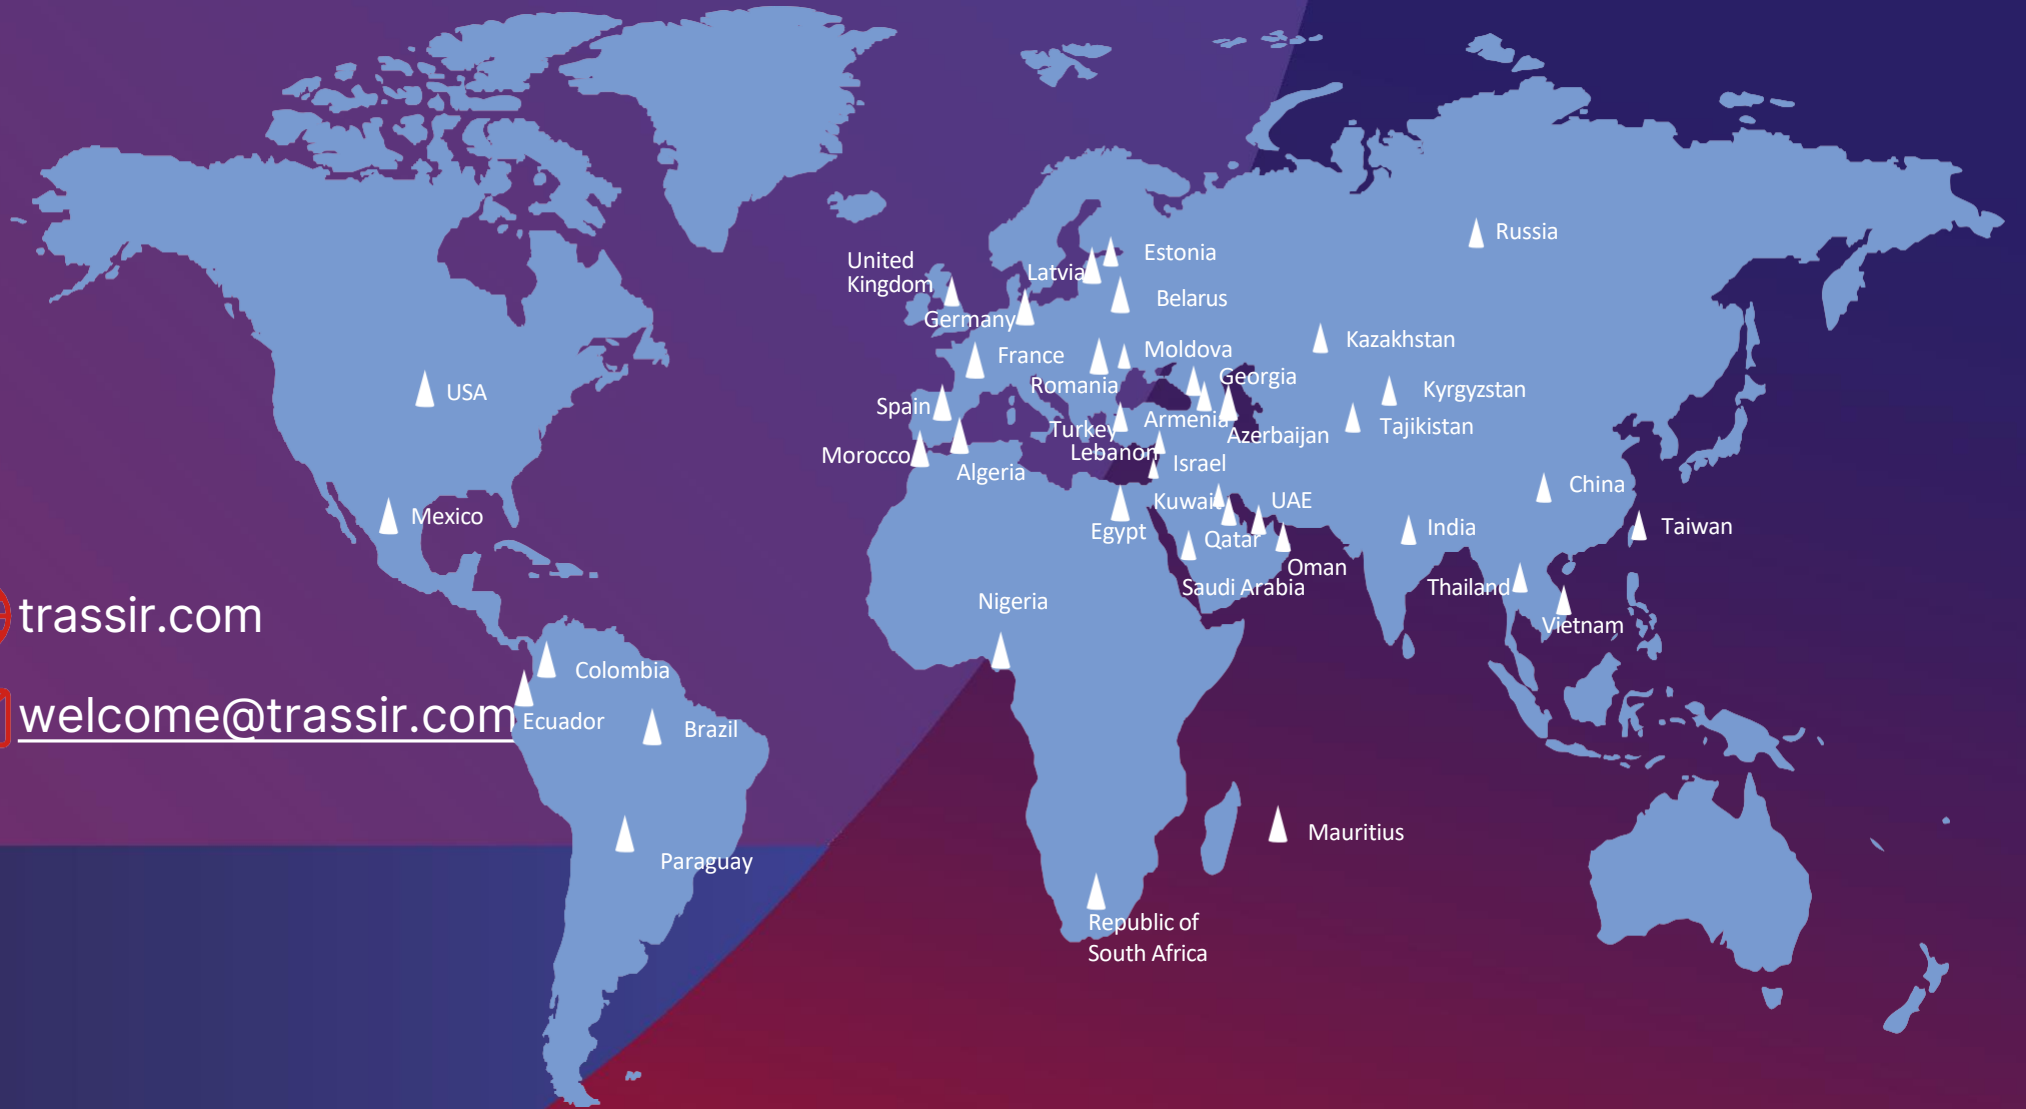 Russia
Estonia
United
Kingdom
Latvia
Belarus
Germany
Kazakhstan
Moldova
France
Georgia
Romania
Kyrgyzstan
USA
Spain
Armenia
Tajikistan
Turkey
Azerbaijan
Lebanon
Morocco
Israel
Algeria
China
UAE
Kuwait
Mexico
Taiwan
India
Egypt
Qatar
Oman
Saudi Arabia
Thailand
Nigeria
trassir.com
Vietnam
Colombia
welcome@trassir.com
Ecuador
Brazil
Mauritius
Paraguay
Republic of
South Africa